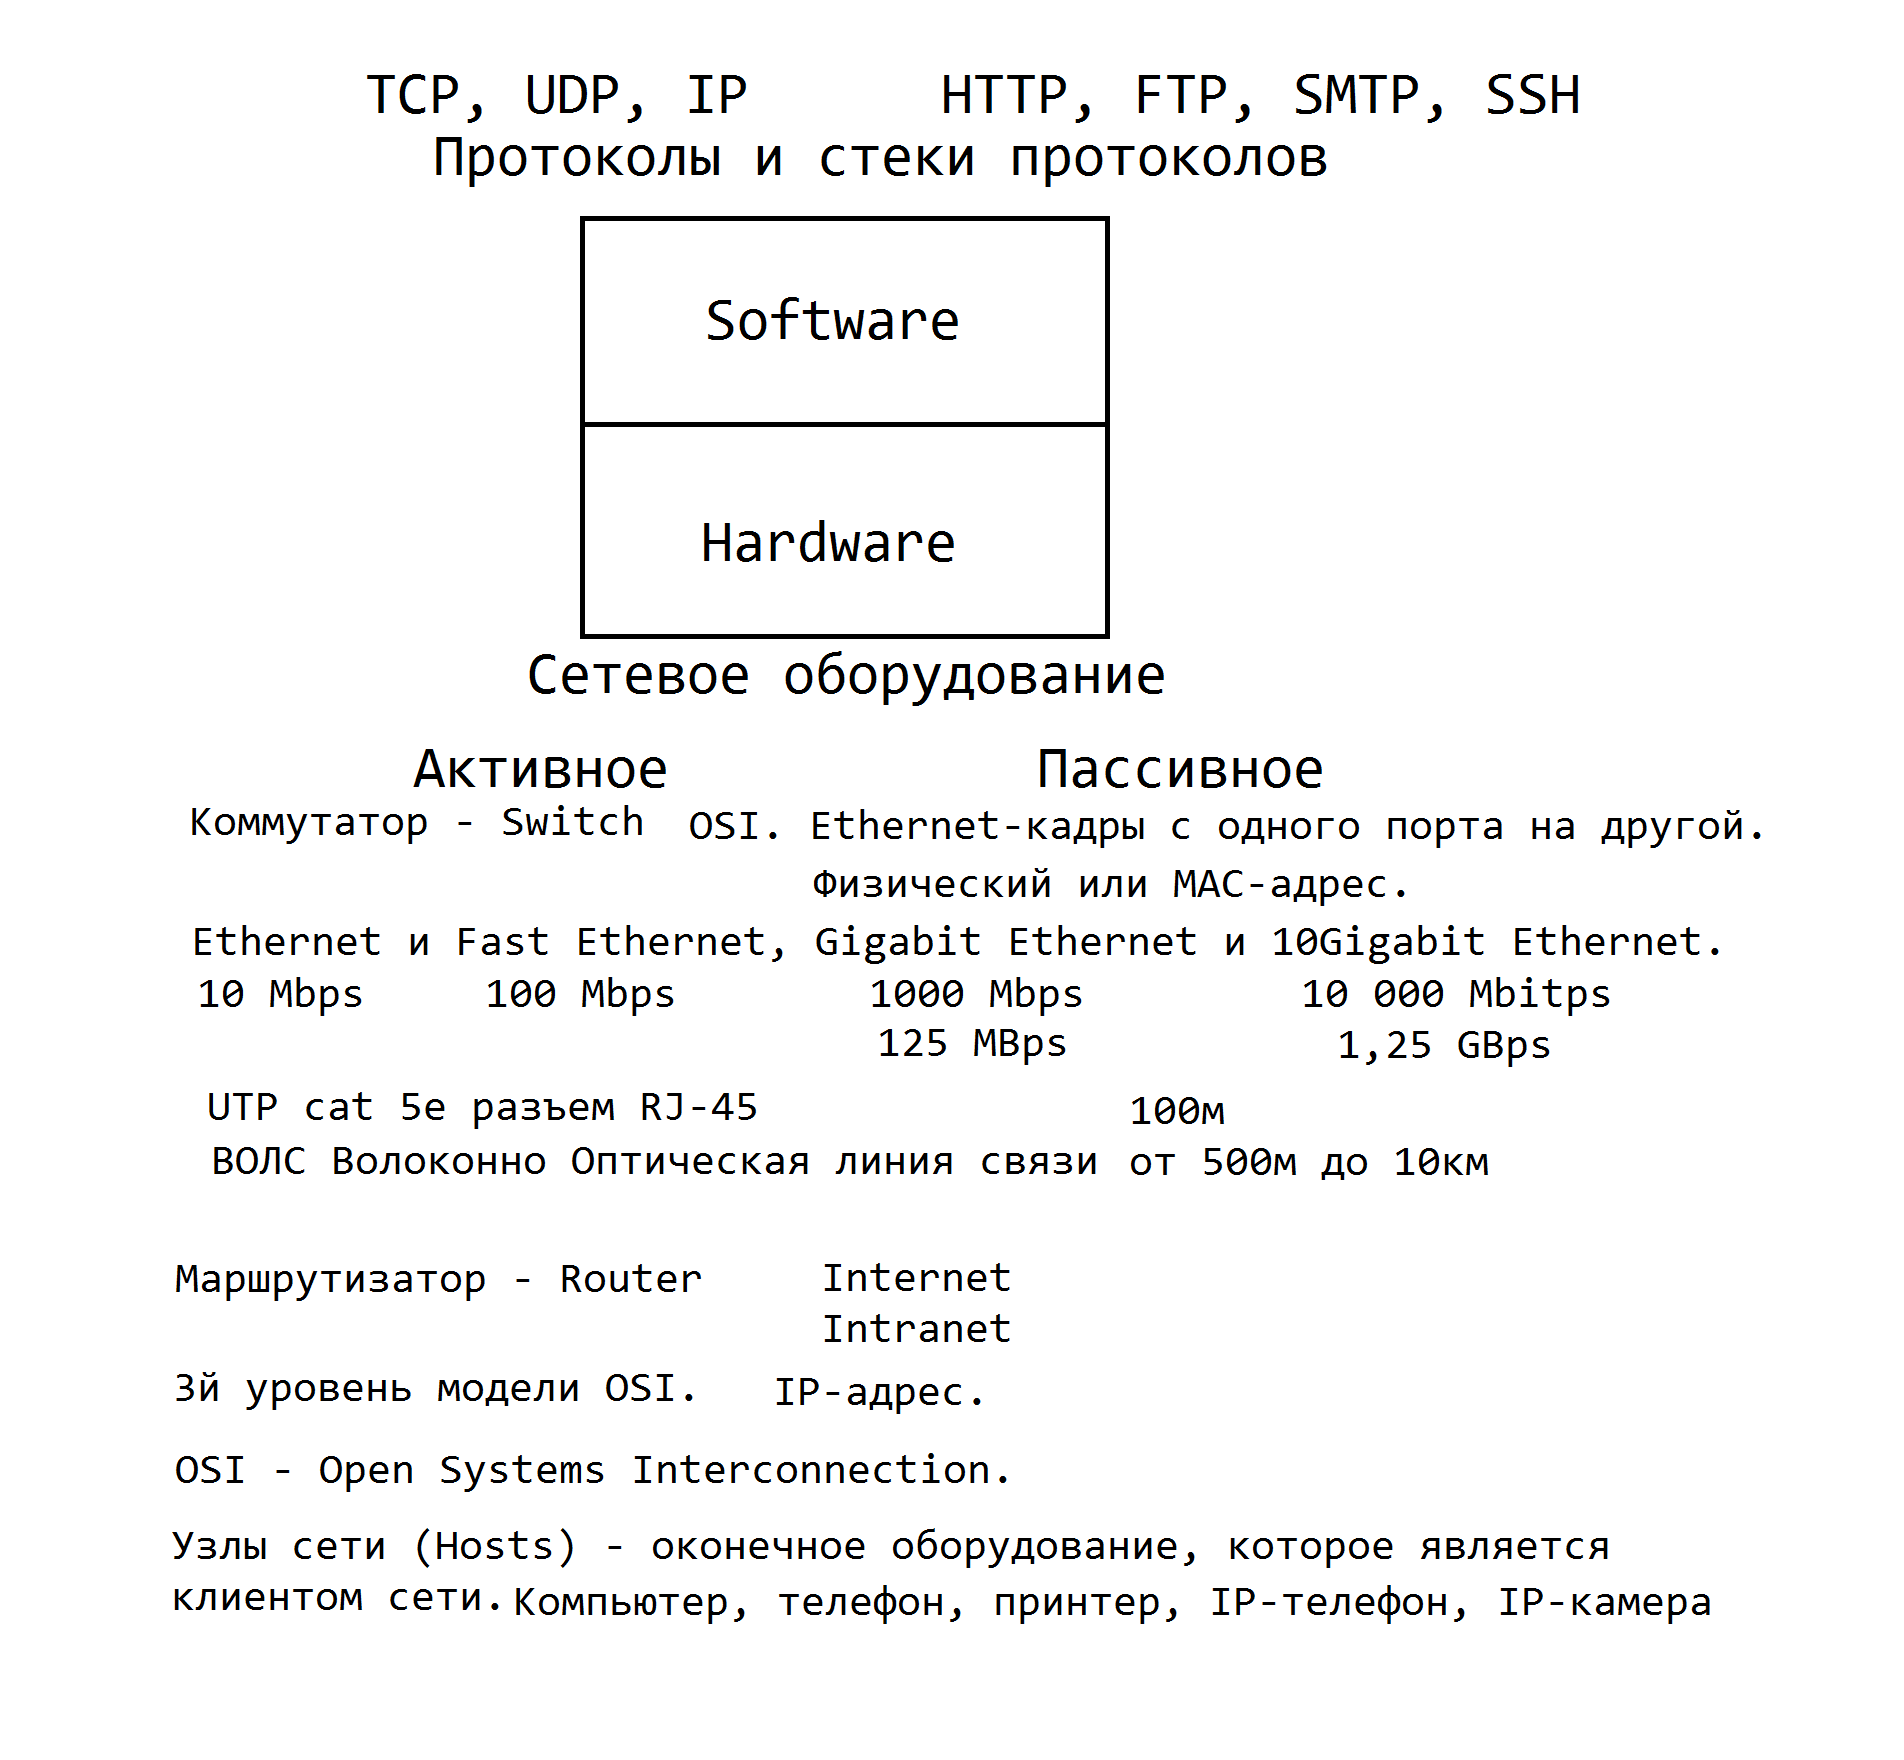 TCP, UDP, IP HTTP, FTP, SMTP, SSH
Протоколы и стеки протоколов
Software
Hardware
Сетевое оборудование
Активное Пассивное
Коммутатор - Switch OSI. Ethernet-кадры с одного порта на другой.
Физический или MAC-адрес.
Ethernet и Fast Ethernet, Gigabit Ethernet и 10Gigabit Ethernet.
10 Mbps 100 Mbps 1000 Mbps 10 000 Mbitps
125 MBps 1,25 GBps
UTP cat 5e разъем RJ-45 100м
ВОЛС Волоконно Оптическая линия связи от 500м до 10км
Маршрутизатор - Router Internet
Intranet
3й уровень модели OSI. IP-адрес.
OSI - Open Systems Interconnection.
Узлы сети (Hosts) - оконечное оборудование, которое является
клиентом сети. Компьютер, телефон, принтер, IP-телефон, IP-камера